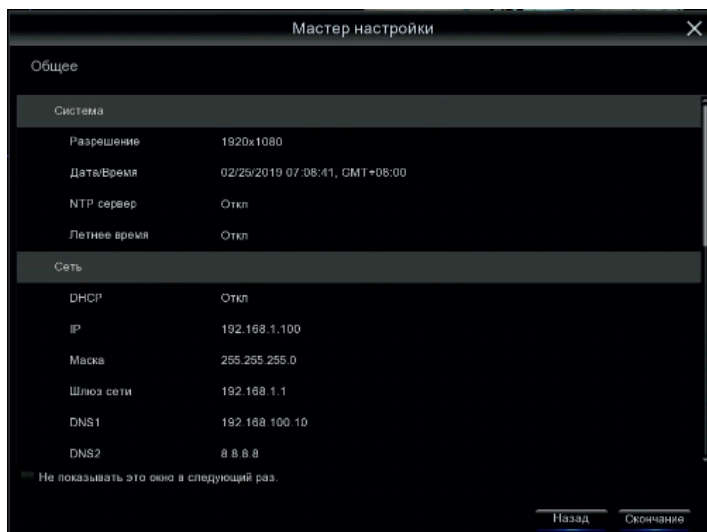 Мастер настройки
Общее
Система
Разрешение 1920x1080
Дата/Время 02/25/2019 07:08:41, GMT+08:00
NTP сервер Откл
Летнее время Откл
Сеть
DHCP Откл
IP 192.168.1.100
Маска 255.255.255.0
Шлюз сети 192.168.1.1
DNS1 192.168.100.10
DNS2 8.8.8.8
Не показывать это окно в следующий раз.
Назад Скончание